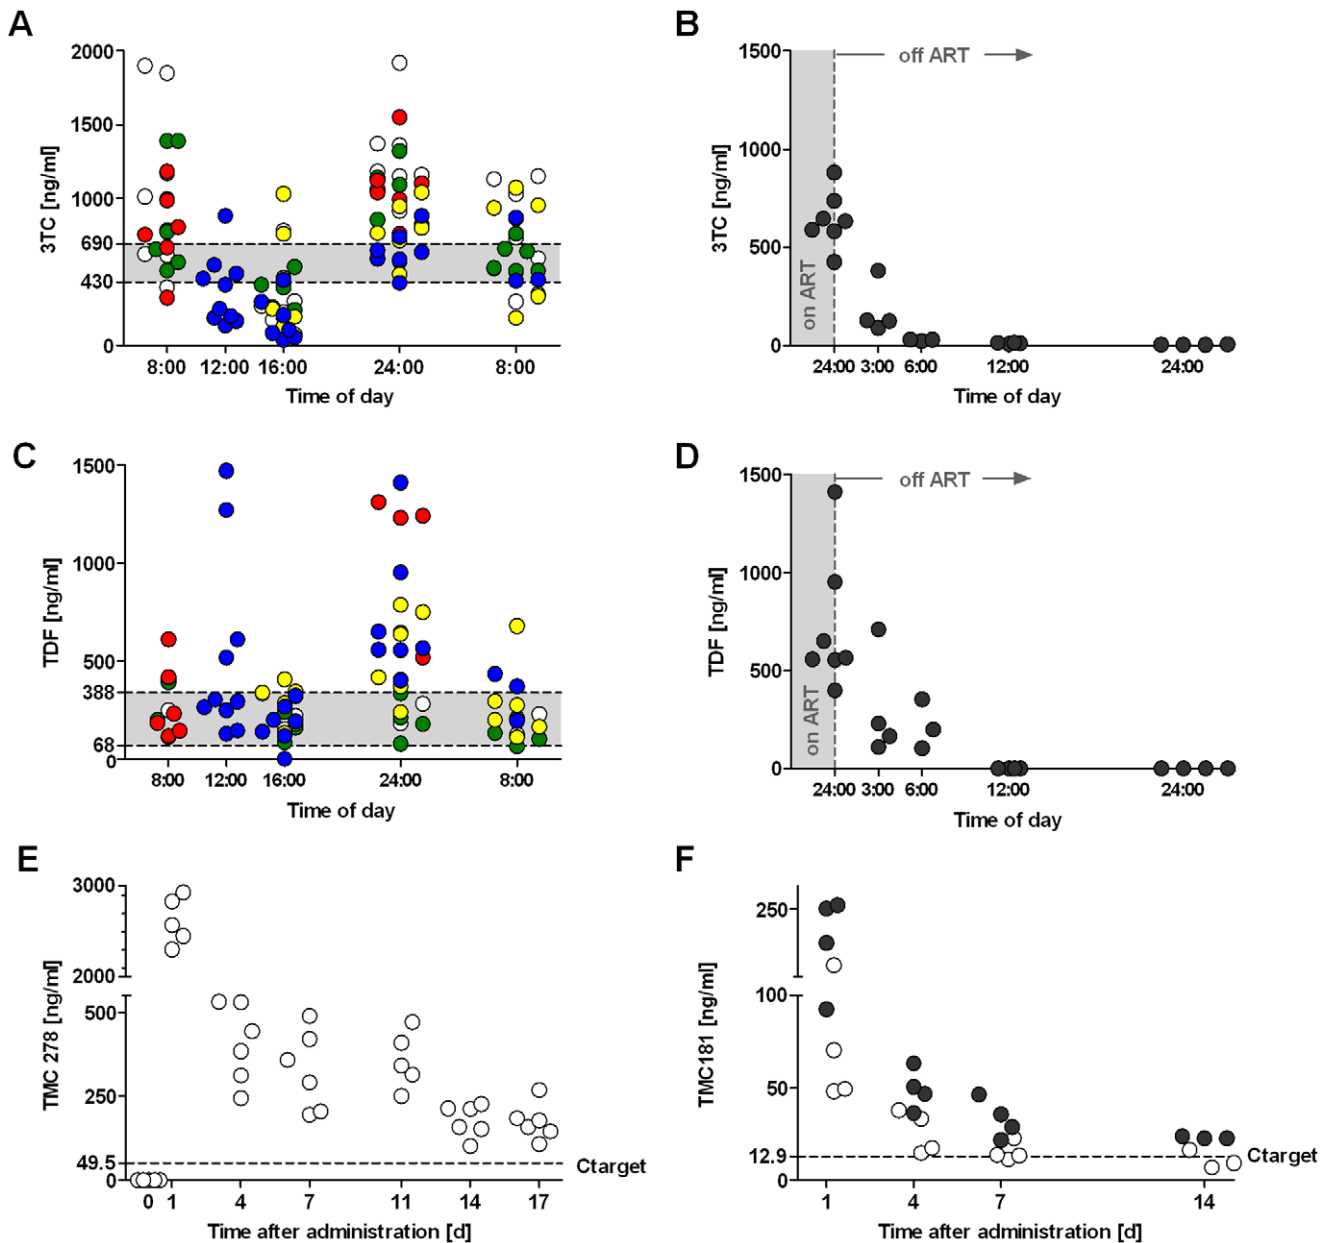 A
2000
1500
1000
690
430
0
3TC [ng/ml]
8:00 12:00 16:00 24:00 8:00
Time of day
B
1500
1000
500
0
3TC [ng/ml]
off ART
on ART
24:00 3:00 6:00 12:00 24:00
Time of day
C
1500
1000
500
388
68
0
TDF [ng/ml]
8:00 12:00 16:00 24:00 8:00
Time of day
D
1500
1000
500
0
TDF [ng/ml]
off ART
on ART
24:00 3:00 6:00 12:00 24:00
Time of day
E
3000
2000
500
250
49.5
0
TMC 278 [ng/ml]
Ctarget
0 1 4 7 11 14 17
Time after administration [d]
F
250
100
50
12.9
0
TMC181 [ng/ml]
Ctarget
1 4 7 14
Time after administration [d]